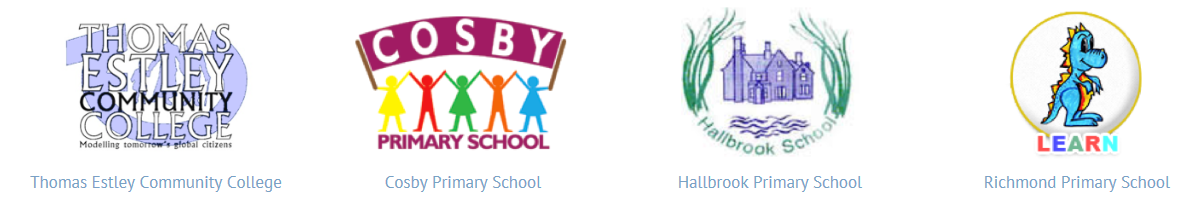 THOMAS
ESTLEY
COMMUNITY
COLLEGE
Modelling tomorrow's global citizens
Thomas Estley Community College
COSBY
PRIMARY SCHOOL
Cosby Primary School
Hallbrook School
Hallbrook Primary School
LEARN
Richmond Primary School